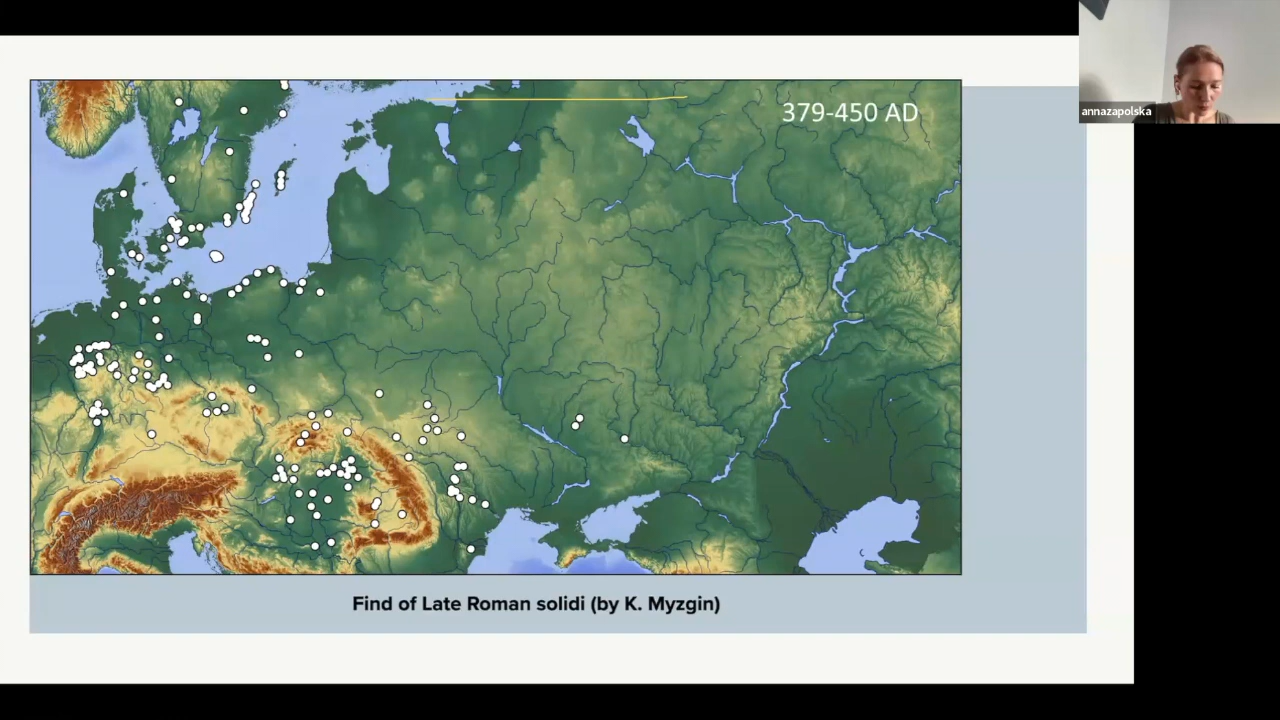 379-450 AD
annazapolska
Find of Late Roman solidi (by K. Myzgin)